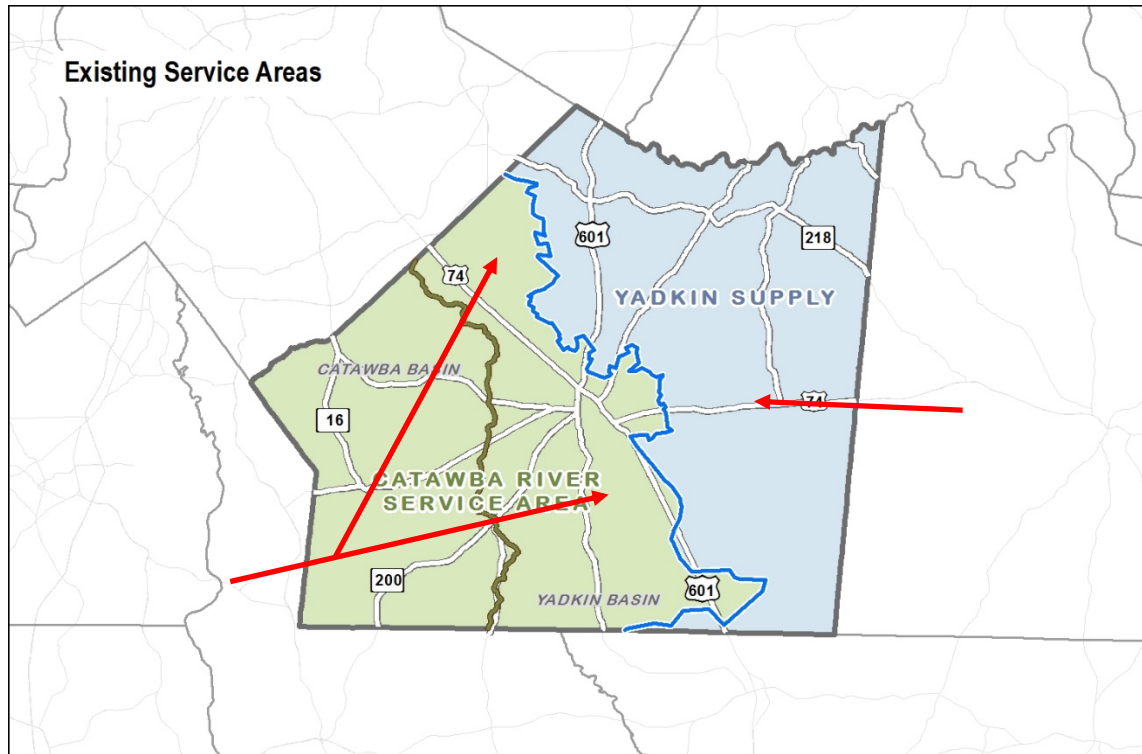 Existing Service Areas
601
218
74
YADKIN SUPPLY
CATAWBA BASIN
74
16
CATAWBA RIVER
SERVICE AREA
200
601
YADKIN BASIN